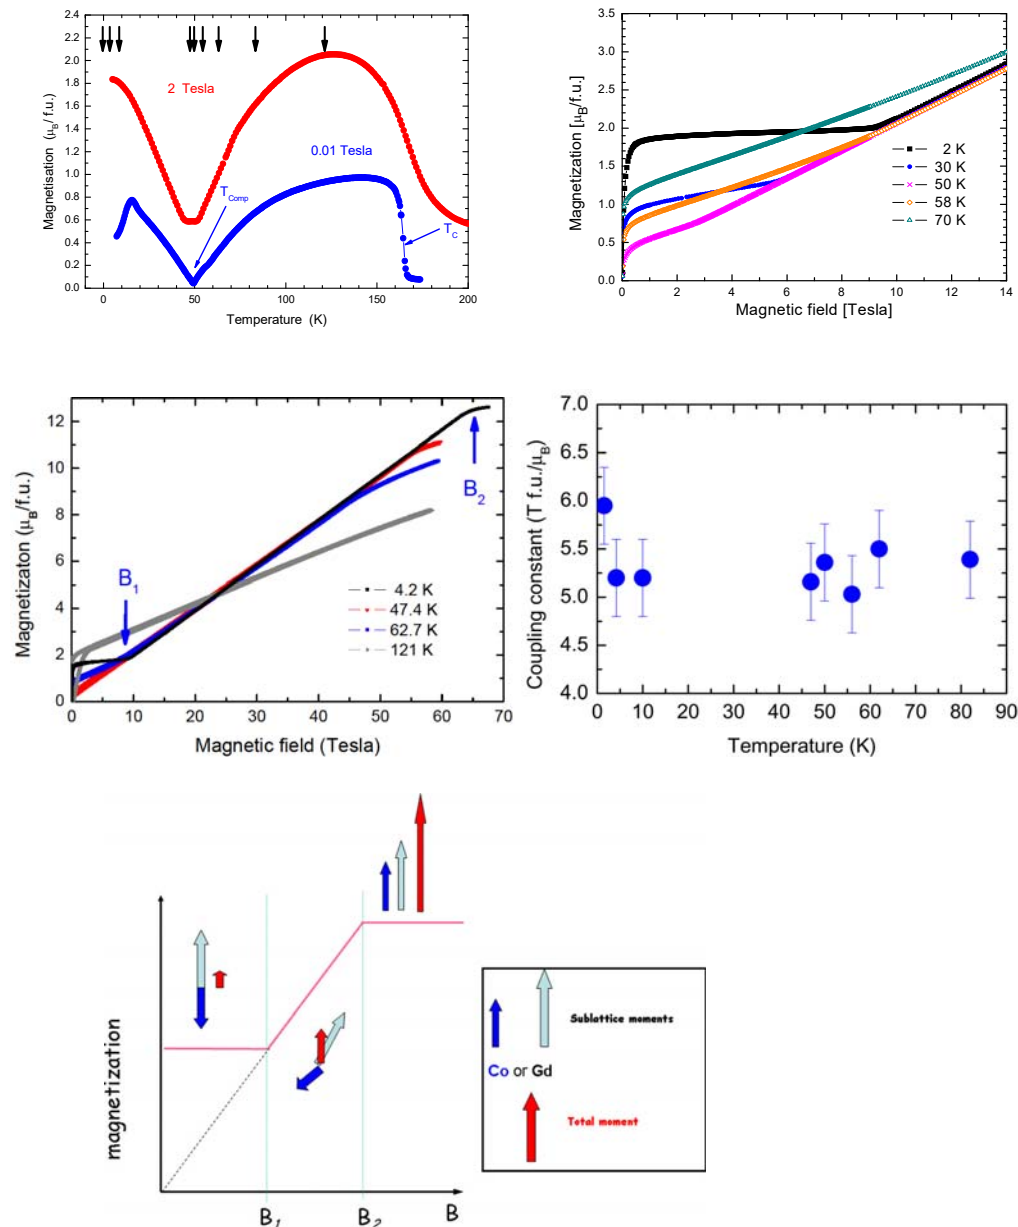 2.4
2.2
2.0
1.8
1.6
1.4
1.2
1.0
0.8
0.6
0.4
0.2
0.0
Magnetisation (μB/f.u.)
2 Tesla
0.01 Tesla
TComp
TC
0 50 100 150 200
Temperature (K)
3.5
3.0
2.5
2.0
1.5
1.0
0.5
0.0
Magnetization [μB/f.u.]
2 K
30 K
50 K
58 K
70 K
0 2 4 6 8 10 12 14
Magnetic field [Tesla]
12
10
8
6
4
2
0
Magnetizaton (μB/f.u.)
B1
B2
4.2 K
47.4 K
62.7 K
121 K
0 10 20 30 40 50 60 70
Magnetic field (Tesla)
7.0
6.5
6.0
5.5
5.0
4.5
4.0
Coupling constant (T f.u./μB)
0 10 20 30 40 50 60 70 80 90
Temperature (K)
magnetization
B1 B2 B
Sublattice moments
Co or Gd
Total moment